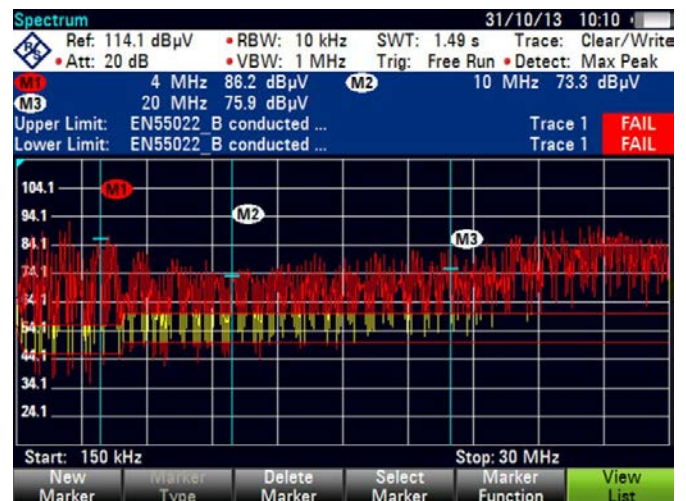 Spectrum 31/10/13 10:10
Ref: 114.1 dBµV • RBW: 10 kHz SWT: 1.49 s Trace: Clear/Write
• Att: 20 dB • VBW: 1 MHz Trig: Free Run • Detect: Max Peak
M1 4 MHz 86.2 dBµV M2 10 MHz 73.3 dBµV
M3 20 MHz 75.9 dBµV
Upper Limit: EN55022_B conducted ... Trace 1 FAIL
Lower Limit: EN55022_B conducted ... Trace 1 FAIL
104.1 M1
94.1 M2
84.1 M3
74.1
64.1
54.1
44.1
34.1
24.1
Start: 150 kHz Stop: 30 MHz
New Marker Delete Select Marker View
Marker Type Marker Marker Function List